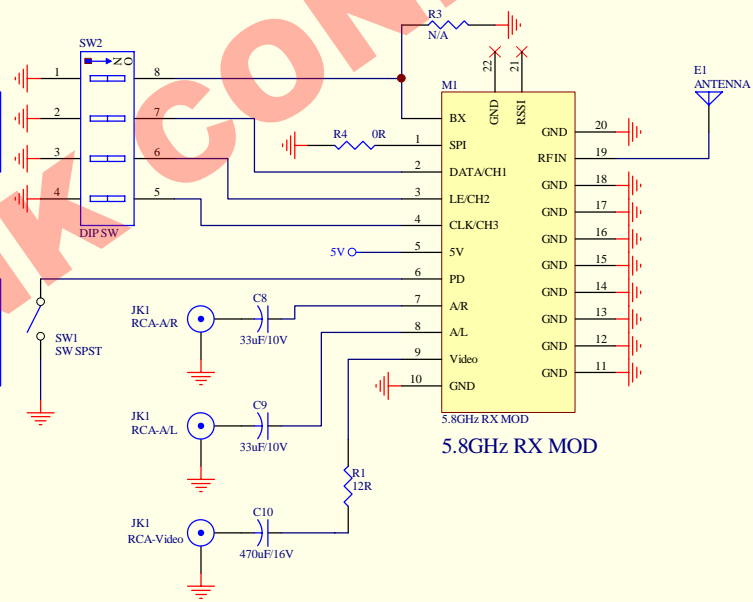 R3
N/A
SW2
NO
1
8
2
7
3
6
4
5
DIP SW
R4
0R
SW1
SW SPST
M1
22
21
GND
RSSI
BX
1
SPI
2
DATA/CH1
3
LE/CH2
4
CLK/CH3
5V
5
5V
6
PD
7
A/R
8
A/L
9
Video
10
GND
GND
20
RFIN
19
GND
18
GND
17
GND
16
GND
15
GND
14
GND
13
GND
12
GND
11
E1
ANTENNA
5.8GHz RX MOD
5.8GHz RX MOD
JK1
RCA-A/R
C8
33uF/10V
JK1
RCA-A/L
C9
33uF/10V
R1
12R
JK1
RCA-Video
C10
470uF/16V